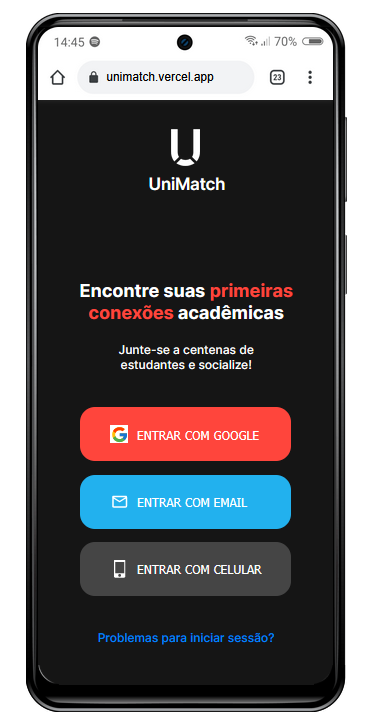 14:45
70%
unimatch.vercel.app
23
UniMatch
Encontre suas primeiras
conexões acadêmicas
Junte-se a centenas de
estudantes e socialize!
ENTRAR COM GOOGLE
ENTRAR COM EMAIL
ENTRAR COM CELULAR
Problemas para iniciar sessão?